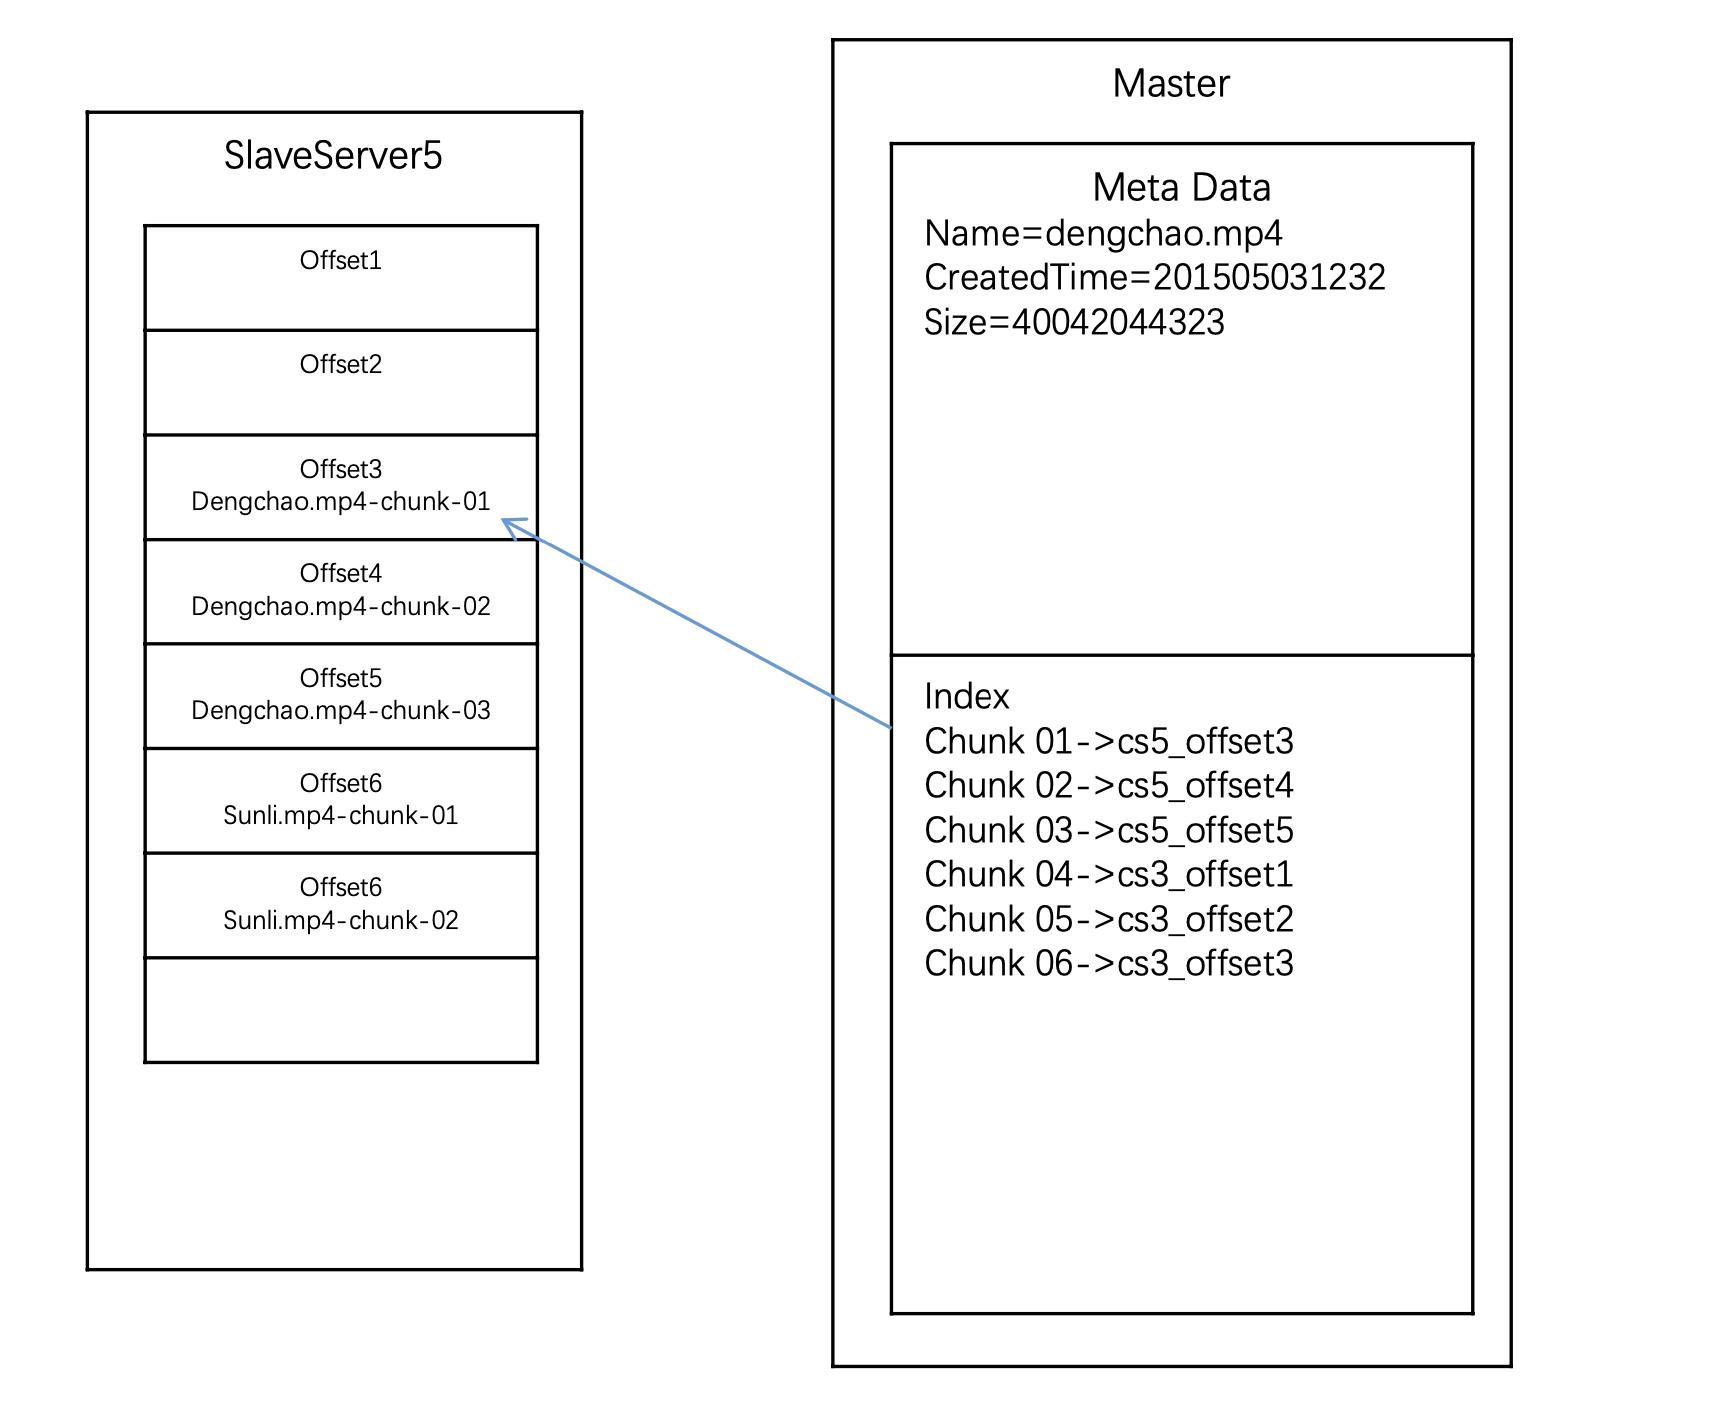 SlaveServer5
Offset1
Offset2
Offset3
Dengchao.mp4-chunk-01
Offset4
Dengchao.mp4-chunk-02
Offset5
Dengchao.mp4-chunk-03
Offset6
Sunli.mp4-chunk-01
Offset6
Sunli.mp4-chunk-02
Master
Meta Data
Name=dengchao.mp4
CreatedTime=201505031232
Size=40042044323
Index
Chunk 01->cs5_offset3
Chunk 02->cs5_offset4
Chunk 03->cs5_offset5
Chunk 04->cs3_offset1
Chunk 05->cs3_offset2
Chunk 06->cs3_offset3